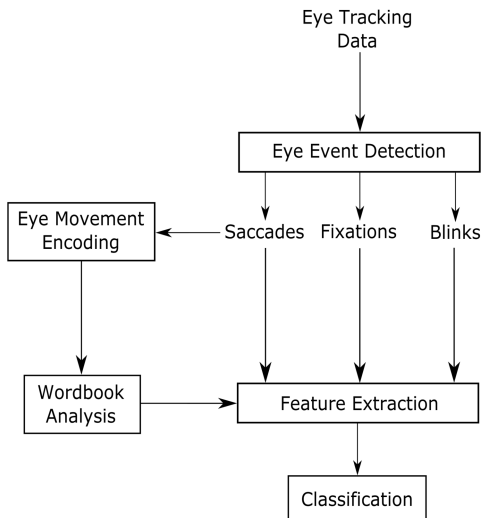 Eye Tracking
Data
Eye Event Detection
Eye Movement
Encoding
Saccades
Fixations
Blinks
Wordbook
Analysis
Feature Extraction
Classification